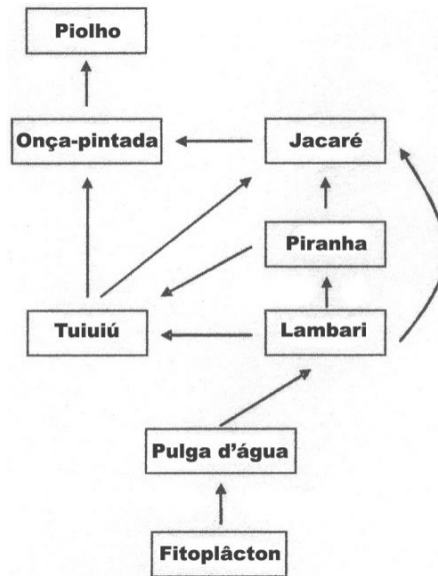 Piolho
Onça-pintada
Jacaré
Piranha
Tuiuiú
Lambari
Pulga d'água
Fitoplâcton